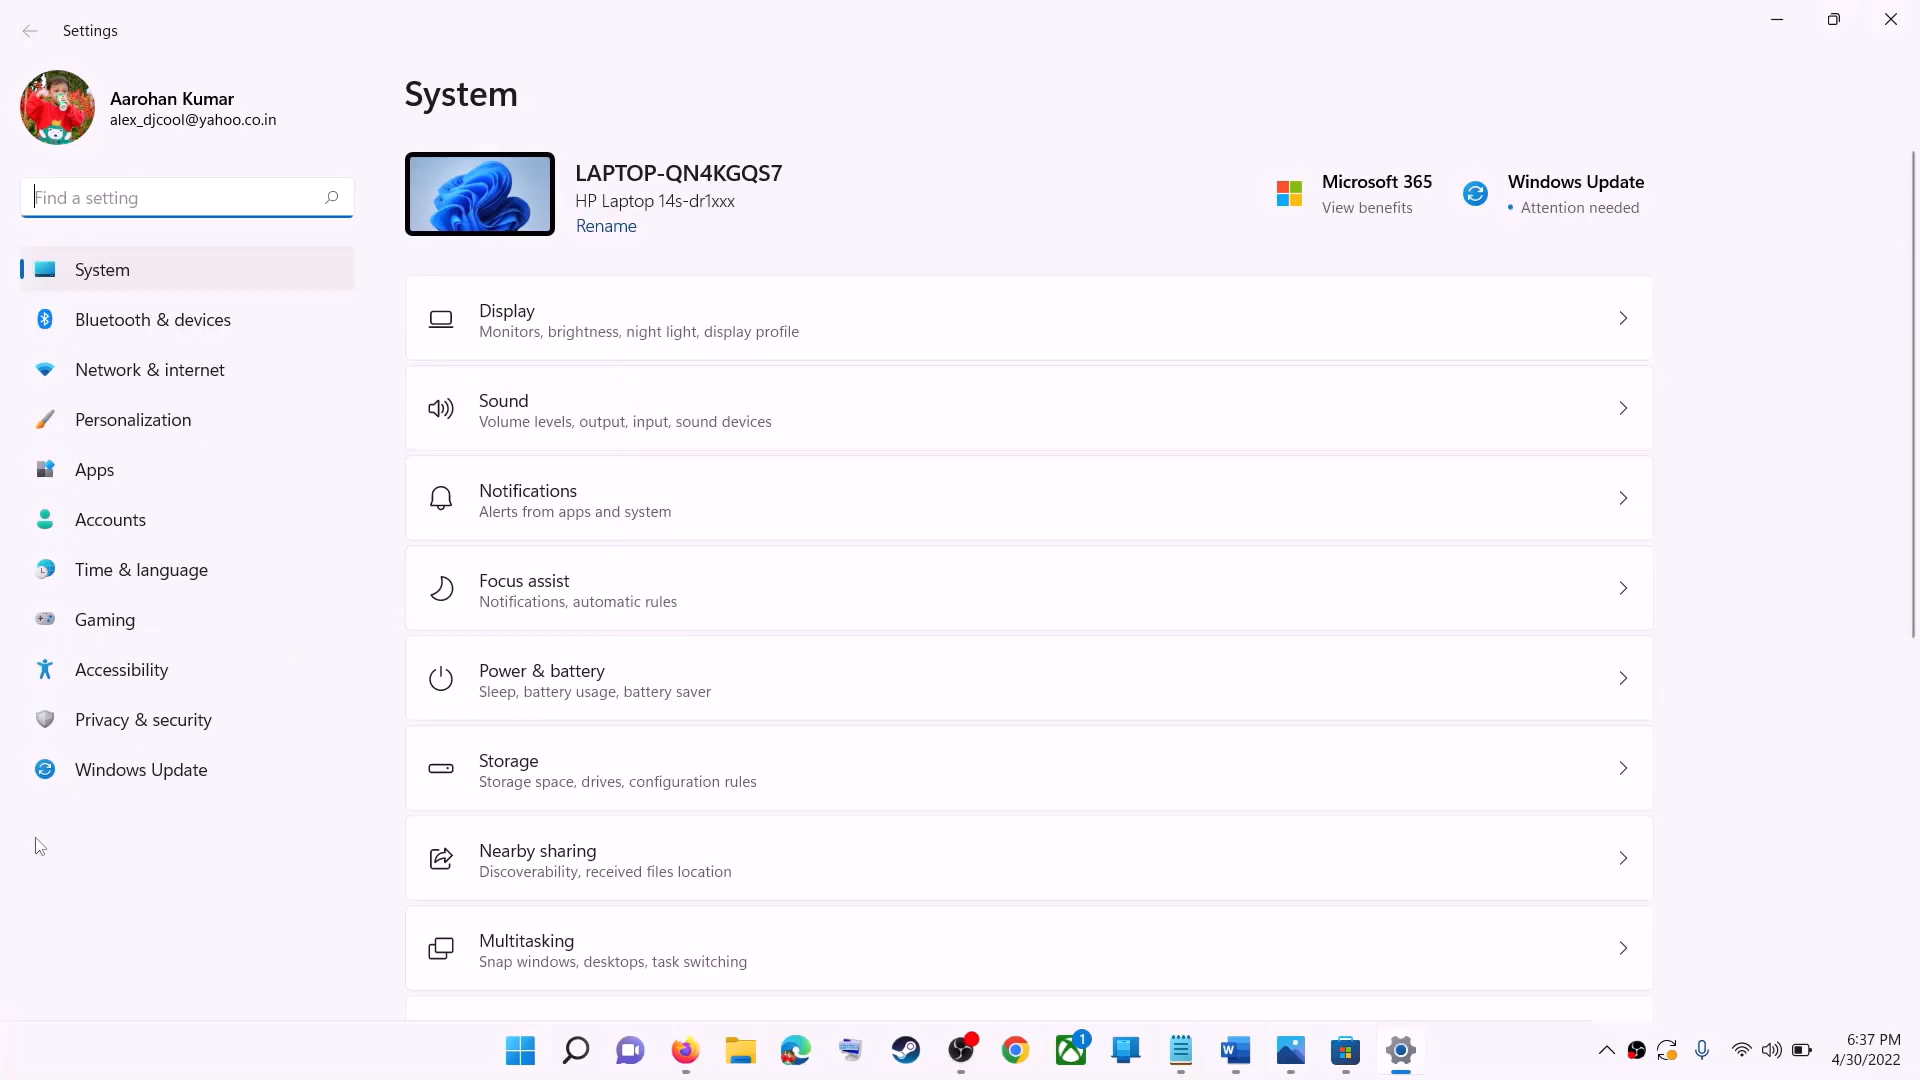 Settings
Aarohan Kumar
alex_djcool@yahoo.co.in
Find a setting
System
Bluetooth & devices
Network & internet
Personalization
Apps
Accounts
Time & language
Gaming
Accessibility
Privacy & security
Windows Update
System
LAPTOP-QN4KGQS7
HP Laptop 14s-dr1xxx
Rename
Microsoft 365
View benefits
Windows Update
• Attention needed
Display
Monitors, brightness, night light, display profile
Sound
Volume levels, output, input, sound devices
Notifications
Alerts from apps and system
Focus assist
Notifications, automatic rules
Power & battery
Sleep, battery usage, battery saver
Storage
Storage space, drives, configuration rules
Nearby sharing
Discoverability, received files location
Multitasking
Snap windows, desktops, task switching
1
6:37 PM
4/30/2022